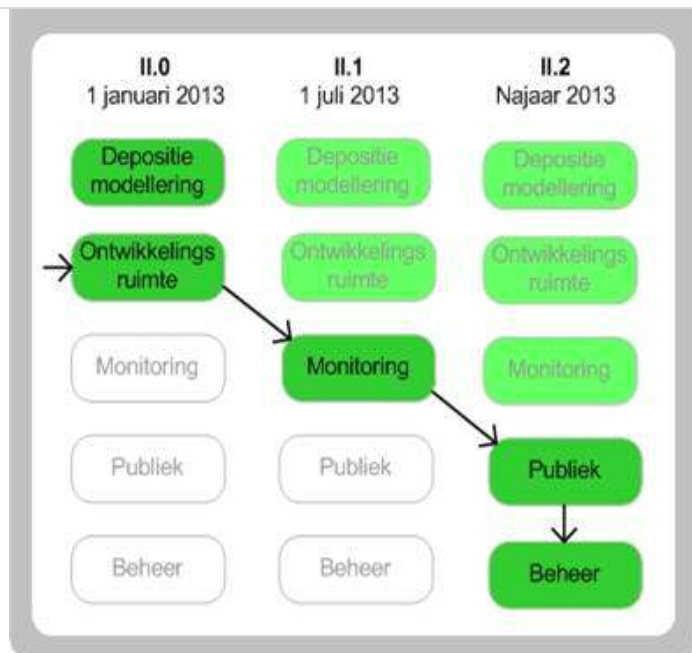 II.0
1 januari 2013
II.1
1 juli 2013
II.2
Najaar 2013
Depositie
modellering
Depositie
modellering
Depositie
modellering
Ontwikkelings
ruimte
Ontwikkelings
ruimte
Ontwikkelings
ruimte
Monitoring
Monitoring
Monitoring
Publiek
Publiek
Publiek
Beheer
Beheer
Beheer